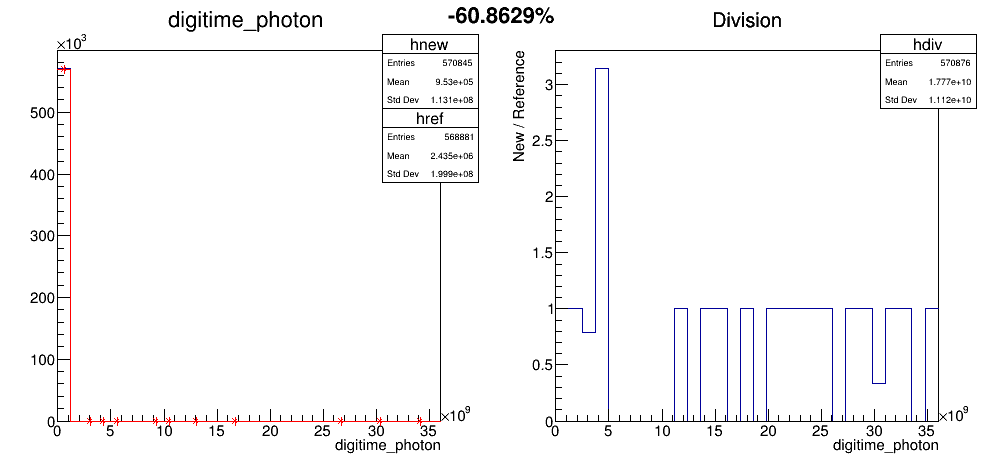 digitime_photon
-60.8629%
Division
×10³
hnew
Entries 570845
Mean 9.53e+05
Std Dev 1.131e+08
href
Entries 568881
Mean 2.435e+06
Std Dev 1.999e+08
500
400
300
200
100
0
0 5 10 15 20 25 30 35
×10⁹
digitime_photon
hdiv
Entries 570876
Mean 1.777e+10
Std Dev 1.112e+10
New / Reference
3
2.5
2
1.5
1
0.5
0
0 5 10 15 20 25 30 35
×10⁹
digitime_photon